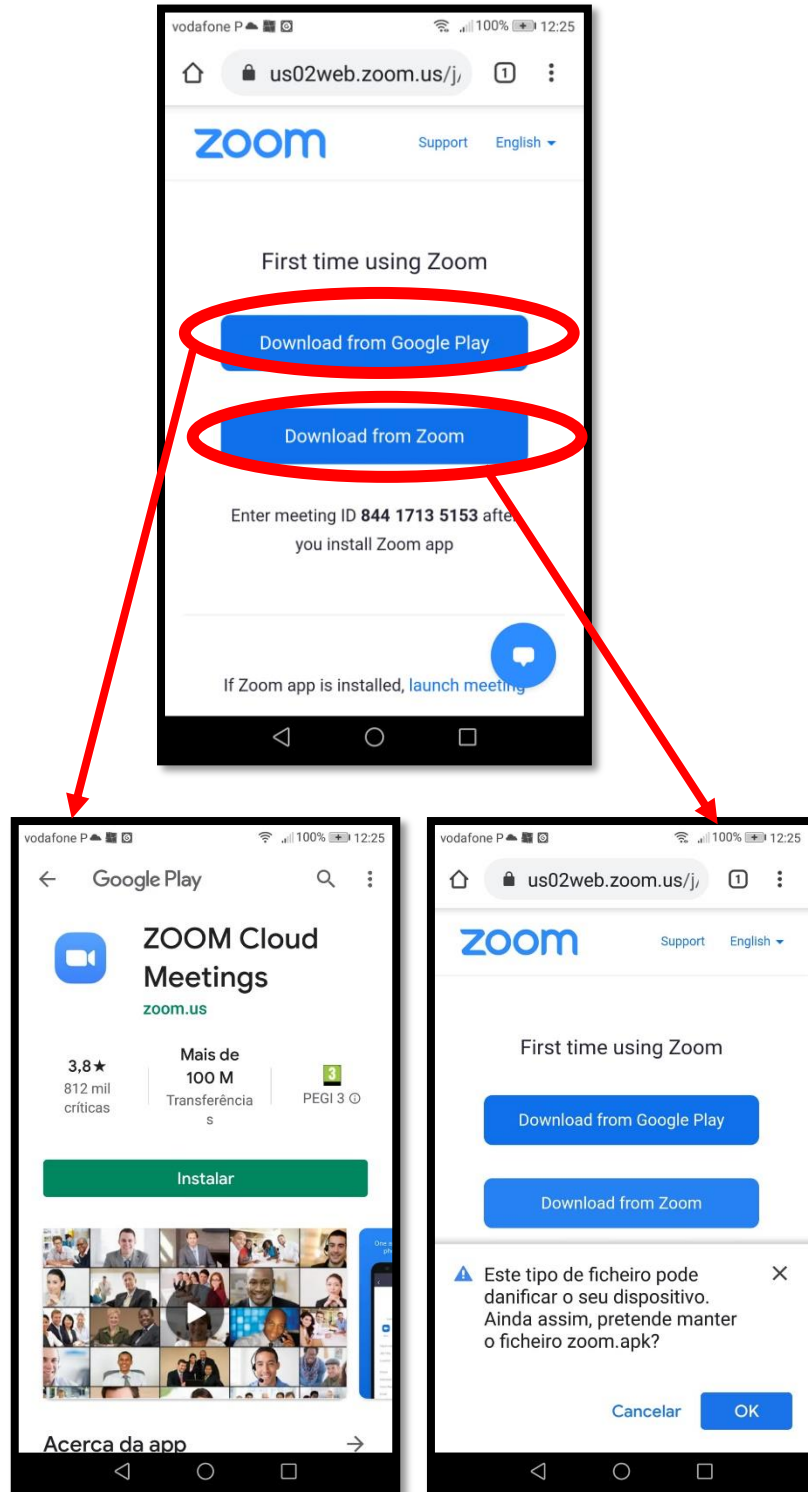 vodafone P 100% 12:25
us02web.zoom.us/j/ 1
zoom Support English
First time using Zoom
Download from Google Play
Download from Zoom
Enter meeting ID 844 1713 5153 after
you install Zoom app
If Zoom app is installed, launch meeting
vodafone P 100% 12:25
Google Play
ZOOM Cloud
Meetings
zoom.us
3,8★
812 mil
críticas
Mais de
100 M
Transferência
s
3
PEGI 3
Instalar
Acerca da app
vodafone P 100% 12:25
us02web.zoom.us/j/ 1
zoom Support English
First time using Zoom
Download from Google Play
Download from Zoom
Este tipo de ficheiro pode
danificar o seu dispositivo.
Ainda assim, pretende manter
o ficheiro zoom.apk?
Cancelar OK